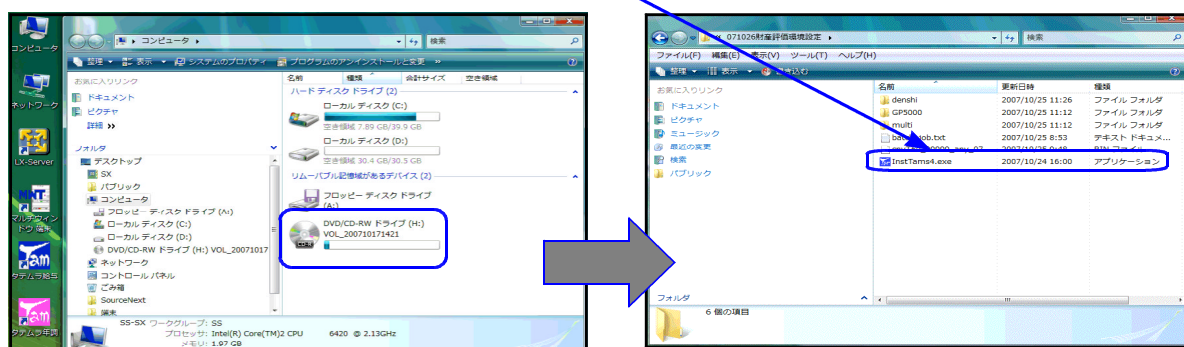 コンピュータ
ネットワーク
LX-Server
マルチウィン
ドウ端末
タテムラ給与
タテムラ年調
コンピュータ
検索
整理 表示 システムのプロパティ プログラムのアンインストールと変更 »
お気に入りリンク
ドキュメント
ピクチャ
詳細 »
フォルダ
デスクトップ
SX
パブリック
コンピュータ
フロッピー ディスク ドライブ (A:)
ローカル ディスク (C:)
ローカル ディスク (D:)
DVD/CD-RW ドライブ (H:) VOL_20071017
ネットワーク
コントロール パネル
ごみ箱
SourceNext
端末
名前 種類 合計サイズ 空き領域
ハード ディスク ドライブ (2)
ローカル ディスク (C:)
空き領域 7.89 GB/39.9 GB
ローカル ディスク (D:)
空き領域 30.4 GB/30.5 GB
リムーバブル記憶域があるデバイス (2)
フロッピー ディスク ドライブ
(A:)
DVD/CD-RW ドライブ (H:)
VOL_200710171421
CD-R
SS-SX ワークグループ: SS
プロセッサ: Intel(R) Core(TM)2 CPU 6420 @ 2.13GHz
メモリ: 1.97 GB
« 071026財産評価環境設定
検索
ファイル(F) 編集(E) 表示(V) ツール(T) ヘルプ(H)
整理 表示 書き込む
お気に入りリンク
ドキュメント
ピクチャ
ミュージック
最近の変更
検索
パブリック
フォルダ
名前 更新日時 種類
denshi 2007/10/25 11:26 ファイル フォルダ
GP5000 2007/10/25 11:12 ファイル フォルダ
multi 2007/10/25 11:12 ファイル フォルダ
2007/10/25 8:53 テキスト ドキュメ...
InstTams4.exe 2007/10/24 16:00 アプリケーション
6 個の項目